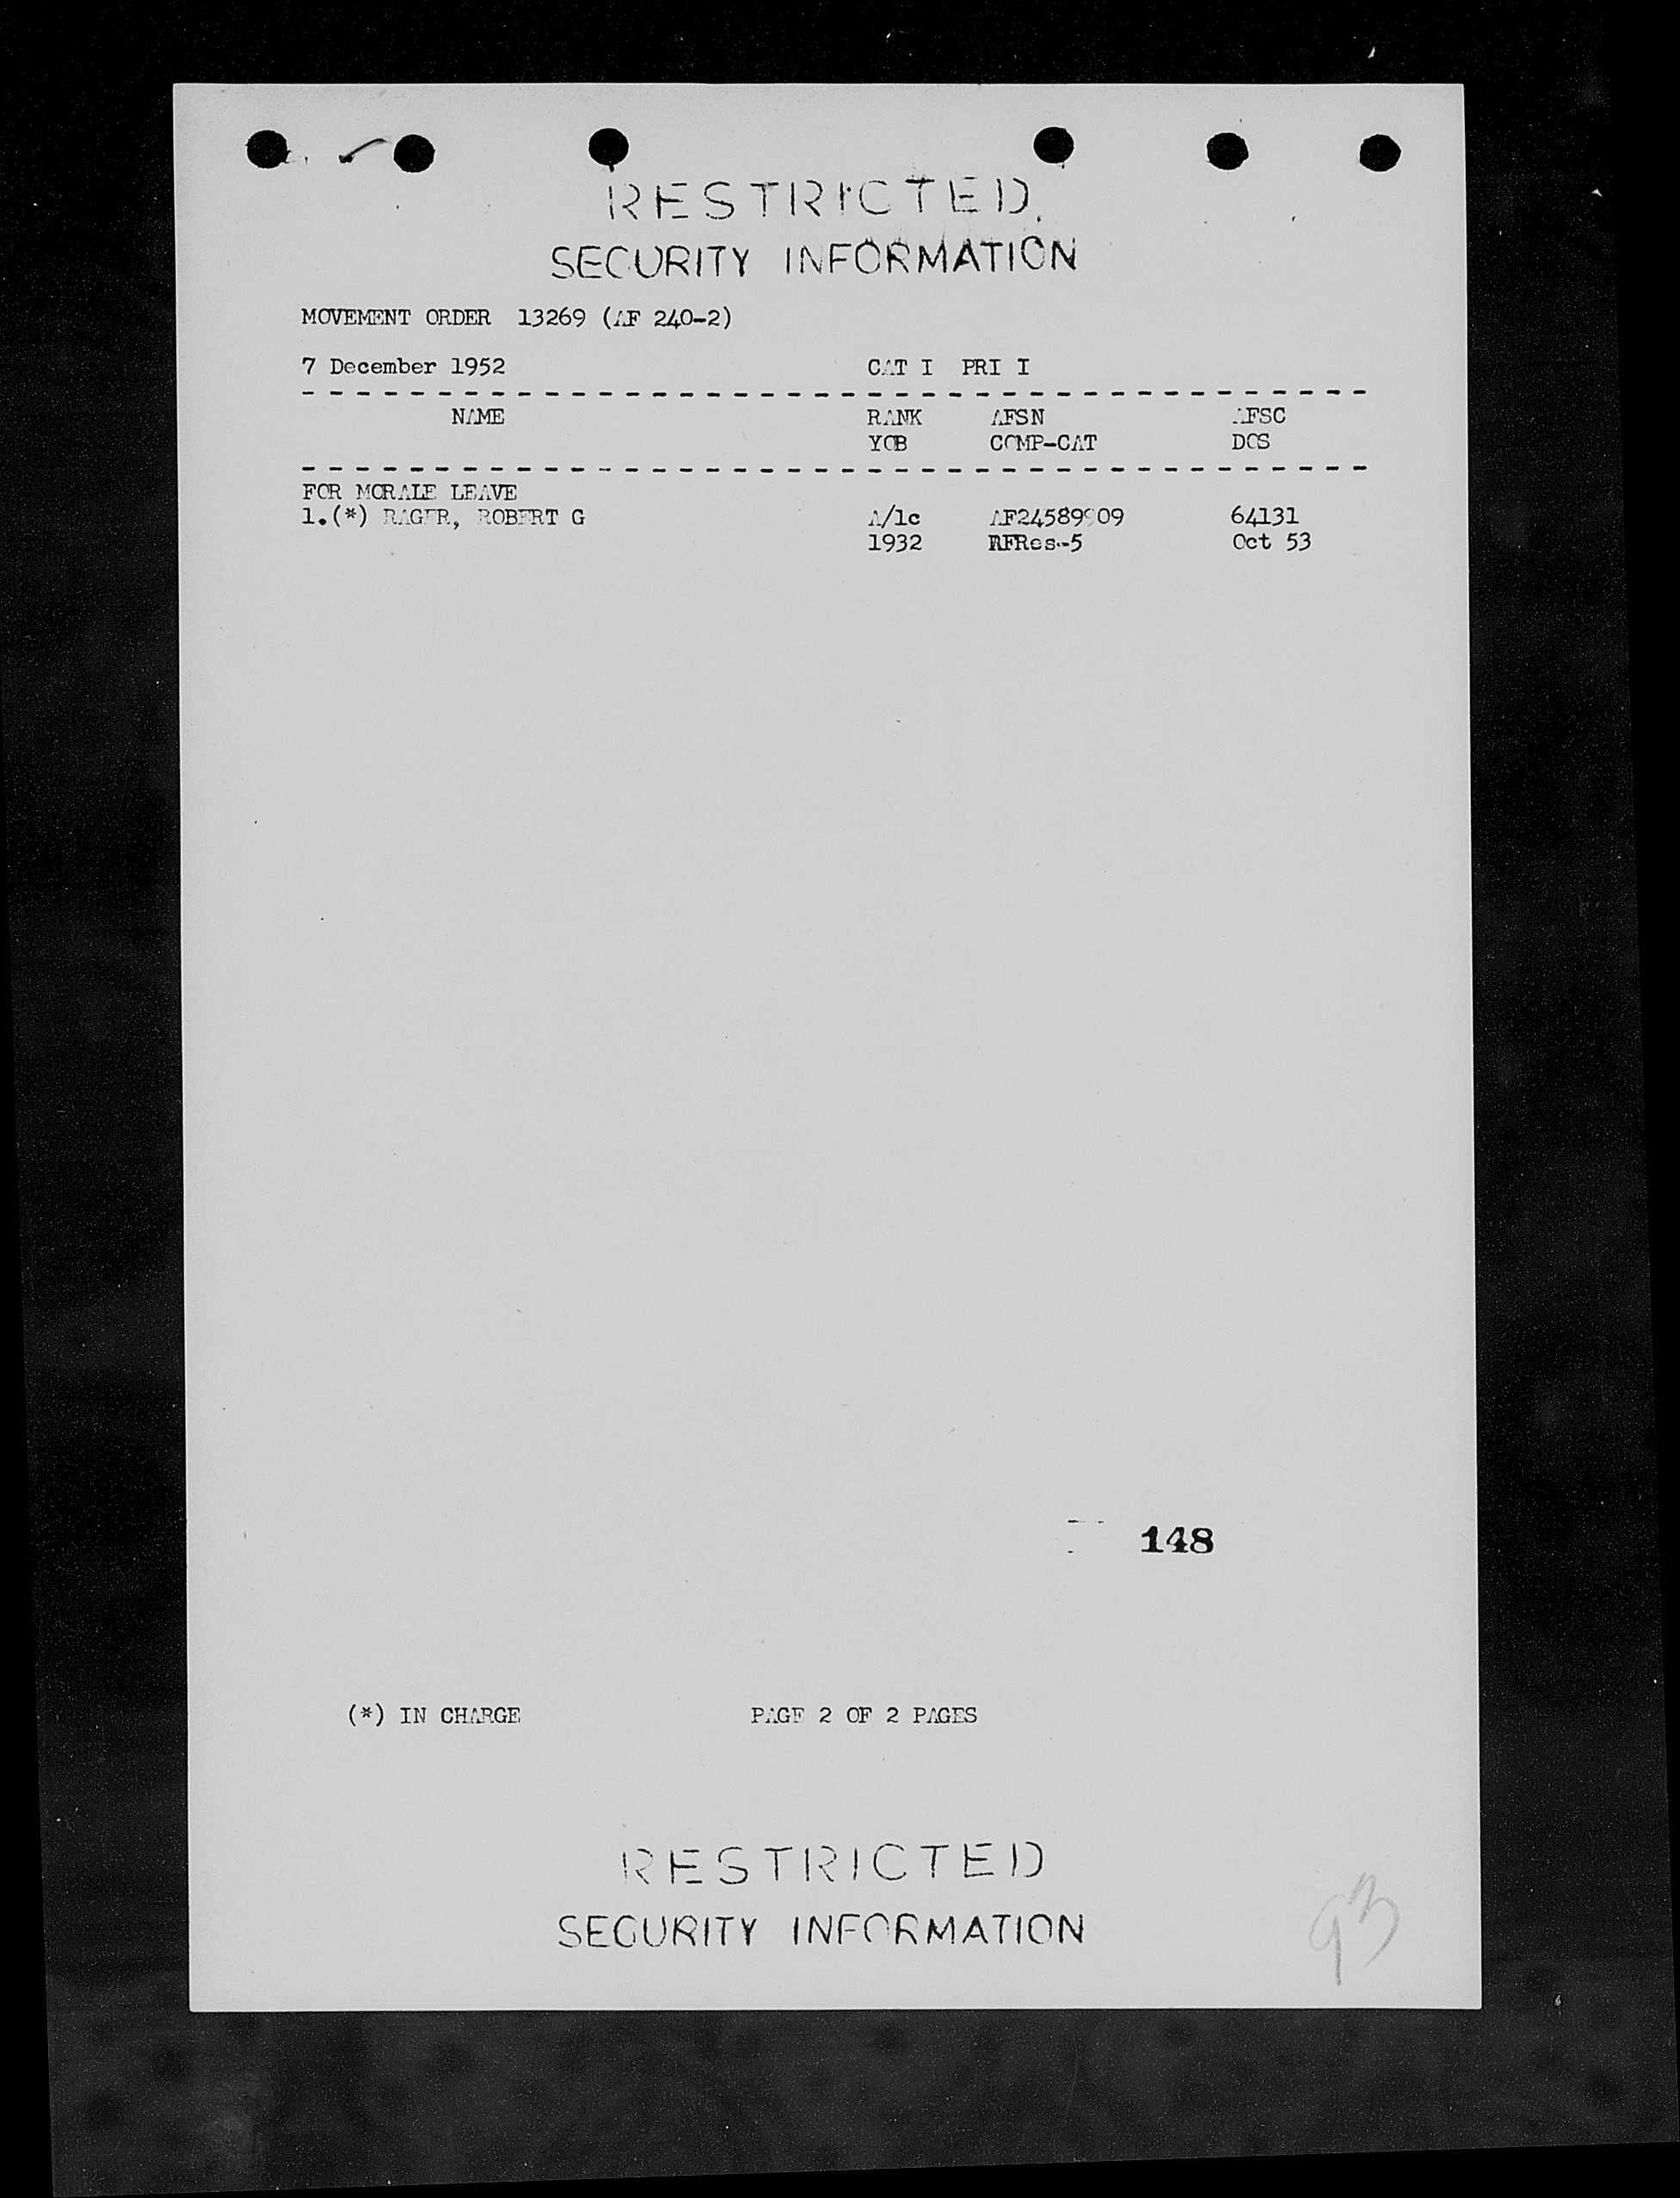 RESTRICTED
SECURITY INFORMATION
MOVEMENT ORDER 13269 (AF 240-2)
7 December 1952 CAT I PRI I
NAME RANK AFSN AFSC
YOB COMP-CAT DOS
FOR MORALE LEAVE
1.(*) RAGER, ROBERT G A/1c AF24589909 64131
1932 AFRes-5 Oct 53
148
(*) IN CHARGE PAGE 2 OF 2 PAGES
RESTRICTED
SECURITY INFORMATION
93